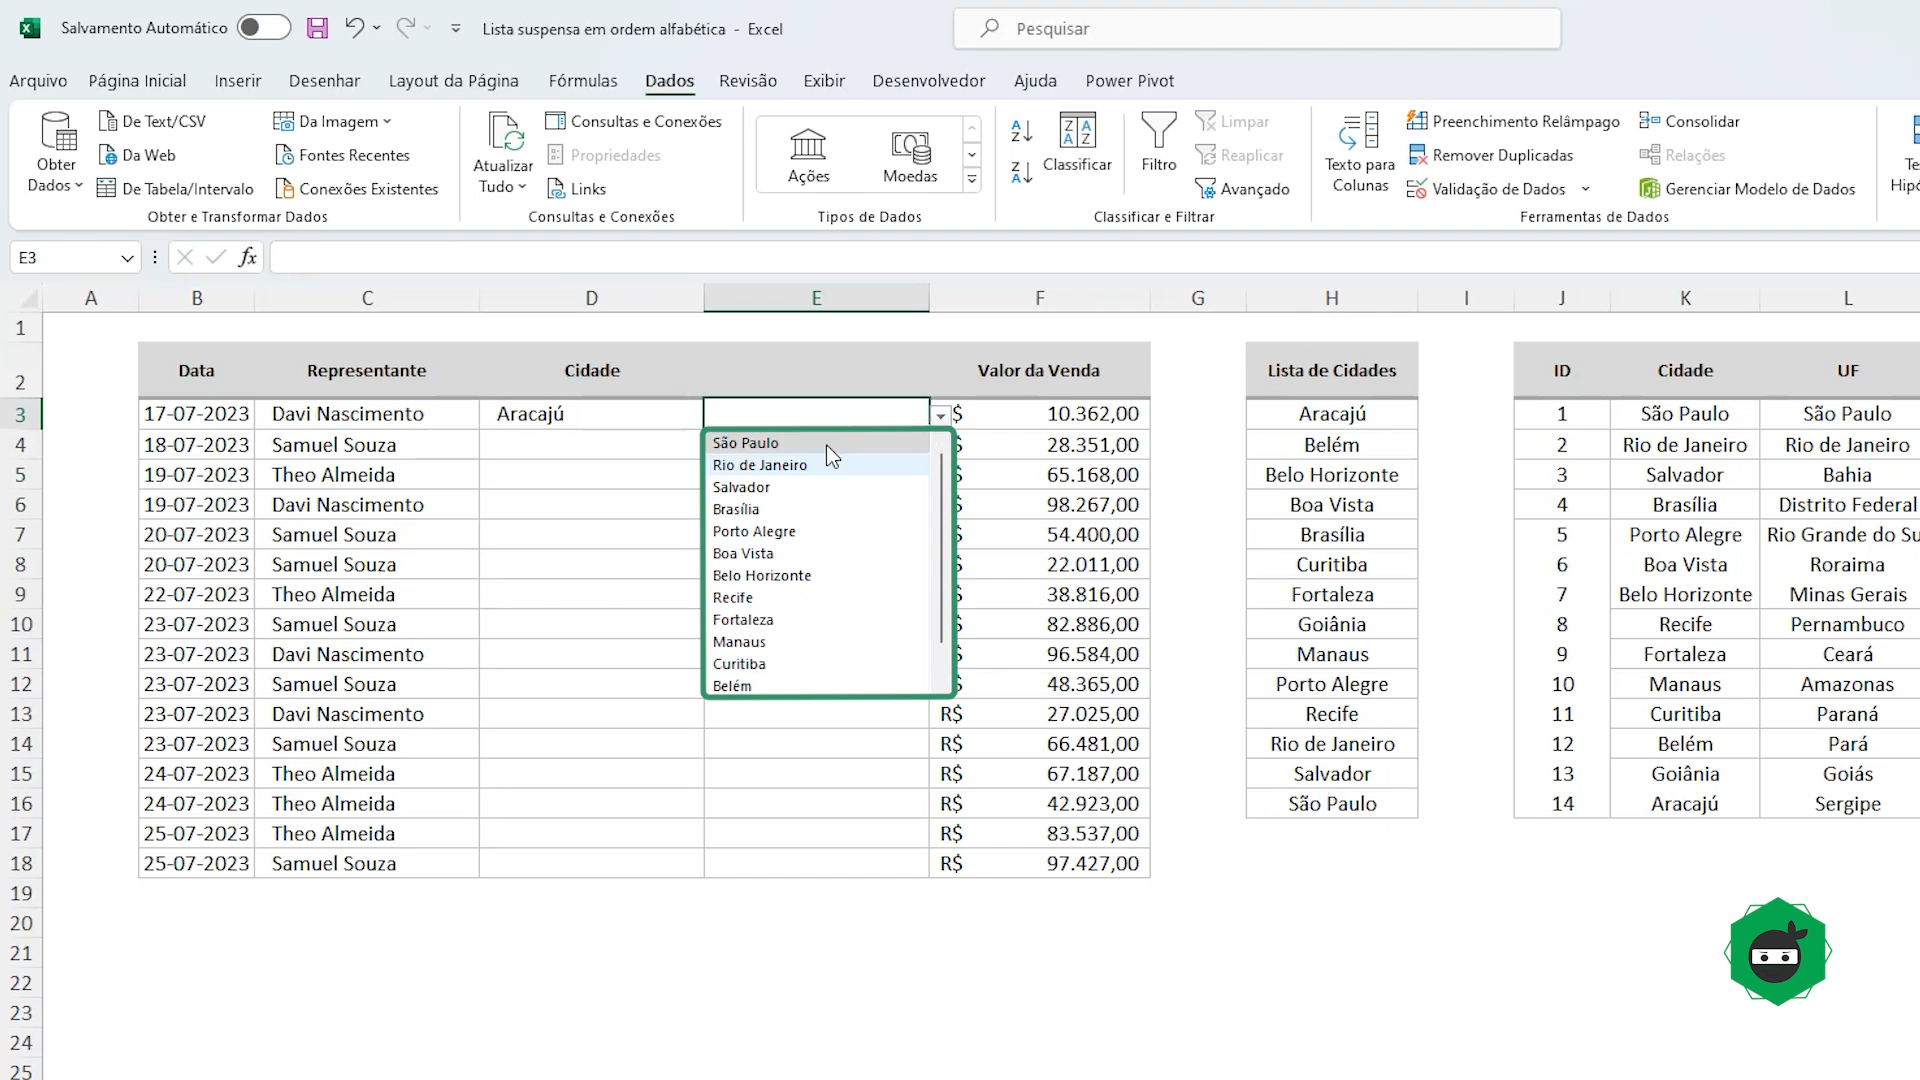 Salvamento Automático
Lista suspensa em ordem alfabética - Excel
Pesquisar
Arquivo Página Inicial Inserir Desenhar Layout da Página Fórmulas Dados Revisão Exibir Desenvolvedor Ajuda Power Pivot
Obter Dados
De Text/CSV
Da Web
De Tabela/Intervalo
Da Imagem
Fontes Recentes
Conexões Existentes
Obter e Transformar Dados
Atualizar Tudo
Consultas e Conexões
Propriedades
Links
Consultas e Conexões
Ações
Moedas
Tipos de Dados
Classificar
Filtro
Limpar
Reaplicar
Avançado
Classificar e Filtrar
Texto para Colunas
Preenchimento Relâmpago
Remover Duplicadas
Validação de Dados
Consolidar
Relações
Gerenciar Modelo de Dados
Ferramentas de Dados
E3
fx
A B C D E F G H I J K L
1
2 Data Representante Cidade Valor da Venda Lista de Cidades ID Cidade UF
3 17-07-2023 Davi Nascimento Aracajú $ 10.362,00 Aracajú 1 São Paulo São Paulo
4 18-07-2023 Samuel Souza São Paulo 28.351,00 Belém 2 Rio de Janeiro Rio de Janeiro
Rio de Janeiro
5 19-07-2023 Theo Almeida Salvador 65.168,00 Belo Horizonte 3 Salvador Bahia
6 19-07-2023 Davi Nascimento Brasília 98.267,00 Boa Vista 4 Brasília Distrito Federal
7 20-07-2023 Samuel Souza Porto Alegre 54.400,00 Brasília 5 Porto Alegre Rio Grande do Su
8 20-07-2023 Samuel Souza Boa Vista 22.011,00 Curitiba 6 Boa Vista Roraima
Belo Horizonte
9 22-07-2023 Theo Almeida Recife 38.816,00 Fortaleza 7 Belo Horizonte Minas Gerais
10 23-07-2023 Samuel Souza Fortaleza 82.886,00 Goiânia 8 Recife Pernambuco
11 23-07-2023 Davi Nascimento Manaus 96.584,00 Manaus 9 Fortaleza Ceará
Curitiba
12 23-07-2023 Samuel Souza Belém 48.365,00 Porto Alegre 10 Manaus Amazonas
13 23-07-2023 Davi Nascimento R$ 27.025,00 Recife 11 Curitiba Paraná
14 23-07-2023 Samuel Souza R$ 66.481,00 Rio de Janeiro 12 Belém Pará
15 24-07-2023 Theo Almeida R$ 67.187,00 Salvador 13 Goiânia Goiás
16 24-07-2023 Theo Almeida R$ 42.923,00 São Paulo 14 Aracajú Sergipe
17 25-07-2023 Theo Almeida R$ 83.537,00
18 25-07-2023 Samuel Souza R$ 97.427,00
19
20
21
22
23
24
25